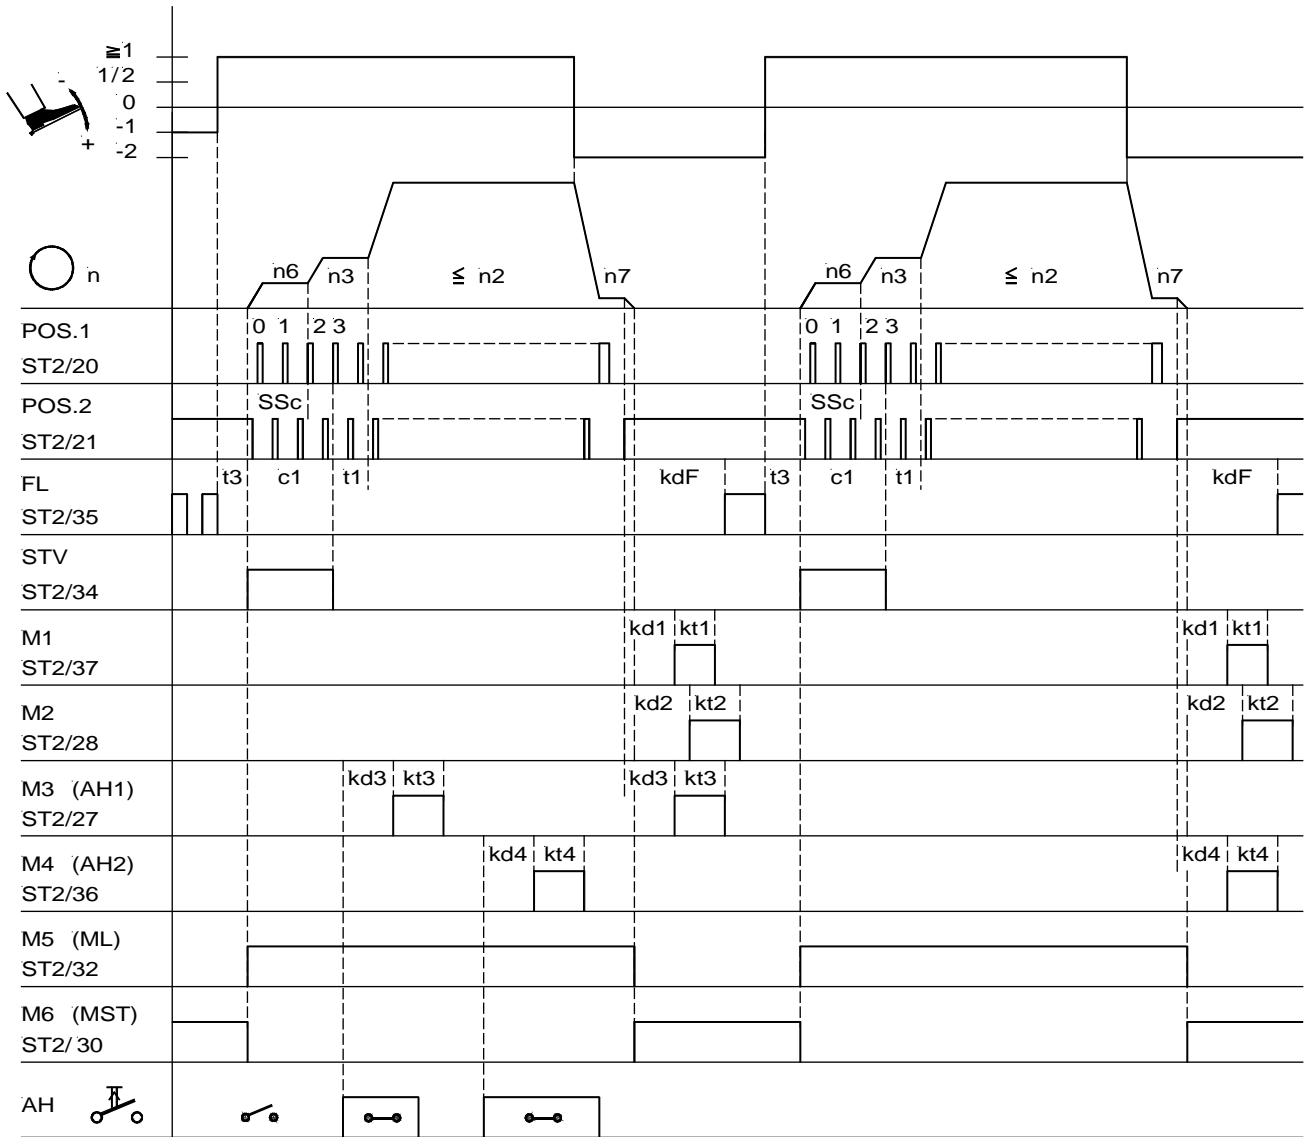 ≧1
1/2
0
-1
-2
-
+
n
n6 n3 ≦ n2 n7 n6 n3 ≦ n2 n7
POS.1 0 1 2 3 0 1 2 3
ST2/20
POS.2 SSc SSc
ST2/21
FL t3 c1 t1 kdF t3 c1 t1 kdF
ST2/35
STV
ST2/34
M1 kd1 kt1 kd1 kt1
ST2/37
M2 kd2 kt2 kd2 kt2
ST2/28
M3 (AH1) kd3 kt3 kd3 kt3
ST2/27
M4 (AH2) kd4 kt4 kd4 kt4
ST2/36
M5 (ML)
ST2/32
M6 (MST)
ST2/ 30
AH